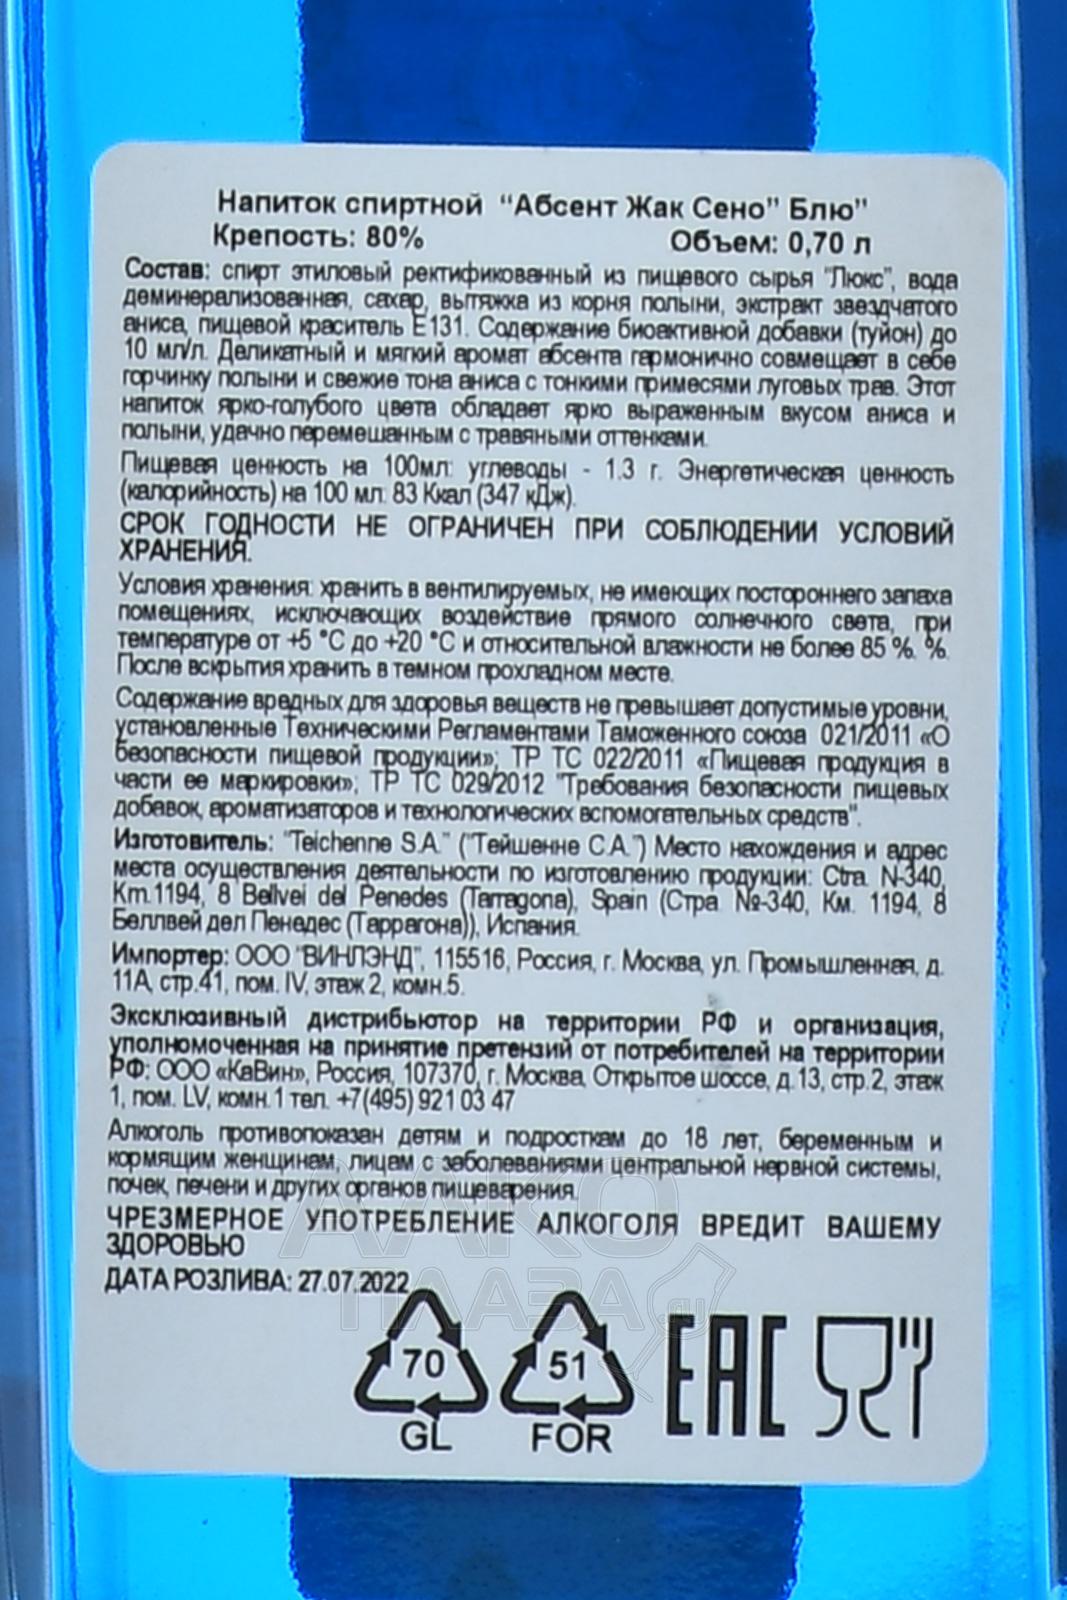 Напиток спиртной “Абсент Жак Сено” Блю”
Крепость: 80% Объем: 0,70 л
Состав: спирт этиловый ректификованный из пищевого сырья "Люкс", вода
деминерализованная, сахар, вытяжка из корня полыни, экстракт звездчатого
аниса, пищевой краситель Е131. Содержание биоактивной добавки (туйон) до
10 мл/л. Деликатный и мягкий аромат абсента гармонично совмещает в себе
горчинку полыни и свежие тона аниса с тонкими примесями луговых трав. Этот
напиток ярко-голубого цвета обладает ярко выраженным вкусом аниса и
полыни, удачно перемешанным с травяными оттенками.
Пищевая ценность на 100мл: углеводы - 1.3 г. Энергетическая ценность
(калорийность) на 100 мл: 83 Ккал (347 кДж).
СРОК ГОДНОСТИ НЕ ОГРАНИЧЕН ПРИ СОБЛЮДЕНИИ УСЛОВИЙ
ХРАНЕНИЯ.
Условия хранения: хранить в вентилируемых, не имеющих постороннего запаха
помещениях, исключающих воздействие прямого солнечного света, при
температуре от +5 °С до +20 °С и относительной влажности не более 85 %. %.
После вскрытия хранить в темном прохладном месте.
Содержание вредных для здоровья веществ не превышает допустимые уровни,
установленные Техническими Регламентами Таможенного союза 021/2011 «О
безопасности пищевой продукции»; ТР ТС 022/2011 «Пищевая продукция в
части ее маркировки»; ТР ТС 029/2012 "Требования безопасности пищевых
добавок, ароматизаторов и технологических вспомогательных средств".
Изготовитель: "Teichenne S.A." ("Тейшенне С.А.") Место нахождения и адрес
места осуществления деятельности по изготовлению продукции: Ctra. N-340,
Km.1194, 8 Bellvei del Penedes (Tarragona), Spain (Стра. №-340, Км. 1194, 8
Беллвей дел Пенедес (Таррагона)), Испания.
Импортер: ООО "ВИНЛЭНД", 115516, Россия, г. Москва, ул. Промышленная, д.
11А, стр.41, пом. IV, этаж 2, комн.5.
Эксклюзивный дистрибьютор на территории РФ и организация,
уполномоченная на принятие претензий от потребителей на территории
РФ: ООО «КаВин», Россия, 107370, г. Москва, Открытое шоссе, д.13, стр.2, этаж
1, пом. LV, комн.1 тел. +7(495) 921 03 47
Алкоголь противопоказан детям и подросткам до 18 лет, беременным и
кормящим женщинам, лицам с заболеваниями центральной нервной системы,
почек, печени и других органов пищеварения.
ЧРЕЗМЕРНОЕ УПОТРЕБЛЕНИЕ АЛКОГОЛЯ ВРЕДИТ ВАШЕМУ
ЗДОРОВЬЮ
ДАТА РОЗЛИВА: 27.07.2022
АЛКО
ПЛАЗА.ru
70 51 EAC
GL FOR